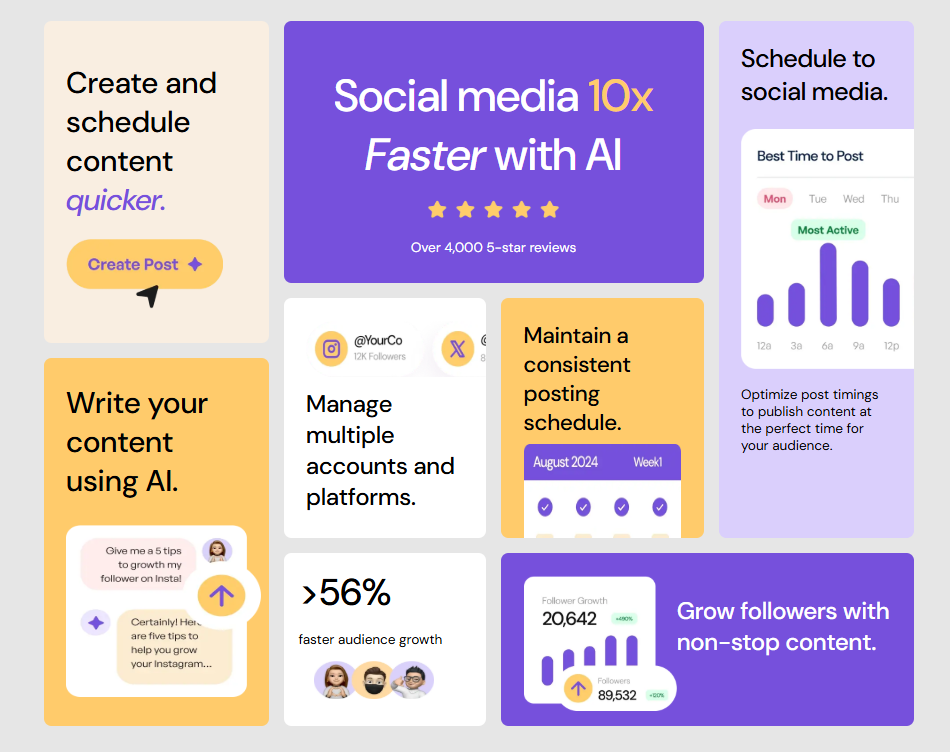 Create and
schedule
content
quicker.
Create Post
Social media 10x
Faster with AI
Over 4,000 5-star reviews
Schedule to
social media.
Best Time to Post
Mon Tue Wed Thu
Most Active
12a 3a 6a 9a 12p
Optimize post timings
to publish content at
the perfect time for
your audience.
Write your
content
using AI.
Give me a 5 tips
to growth my
follower on Insta!
Certainly! Here
are five tips to
help you grow
your Instagram...
@YourCo
12K Followers
Manage
multiple
accounts and
platforms.
Maintain a
consistent
posting
schedule.
August 2024 Week1
>56%
faster audience growth
Follower Growth
20,642 +490%
Followers
89,532 +120%
Grow followers with
non-stop content.